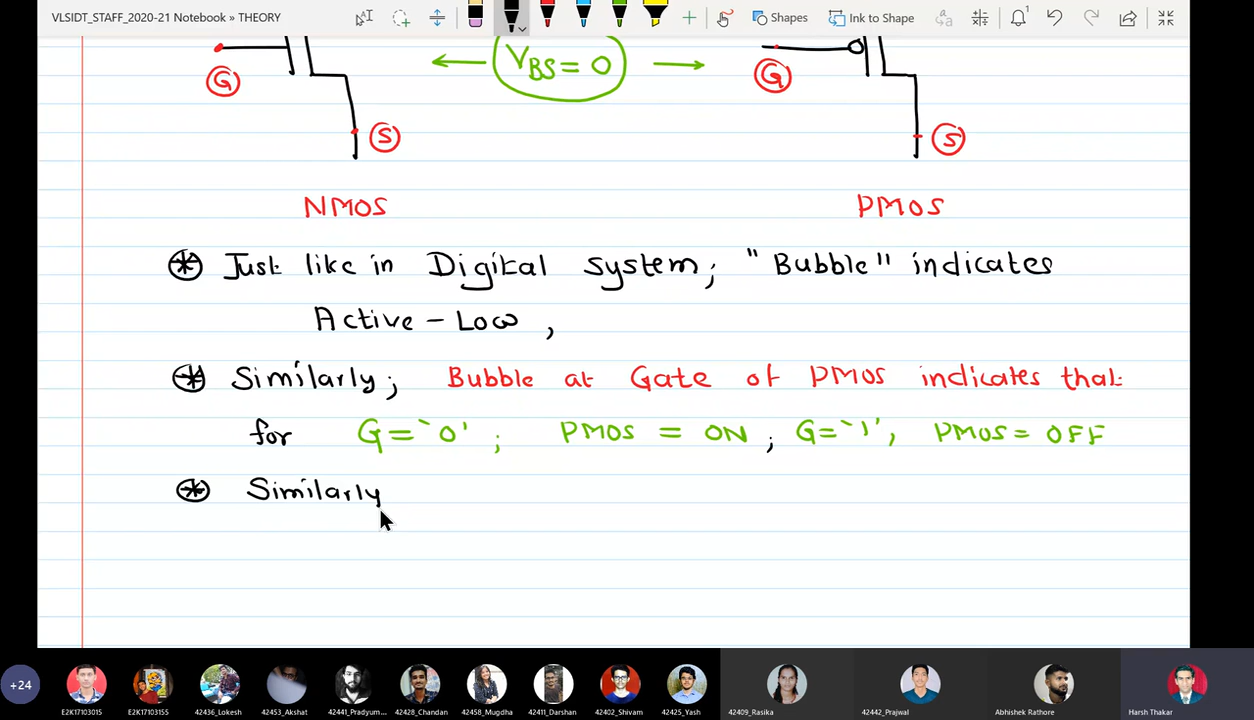 VLSIDT_STAFF_2020-21 Notebook » THEORY
Shapes
Ink to Shape
VBS = 0
G
G
S
S
NMOS
PMOS
Just like in Digital system; "Bubble" indicates
Active - Low ,
Similarly; Bubble at Gate of PMOS indicates that
for G = `0' ; PMOS = ON ; G = `1', PMOS = OFF
Similarly
+24
E2K17103015
E2K17103155
42436_Lokesh
42453_Akshat
42441_Pradyum...
42428_Chandan
42458_Mugdha
42411_Darshan
42402_Shivam
42425_Yash
42409_Rasika
42442_Prajwal
Abhishek Rathore
Harsh Thakar